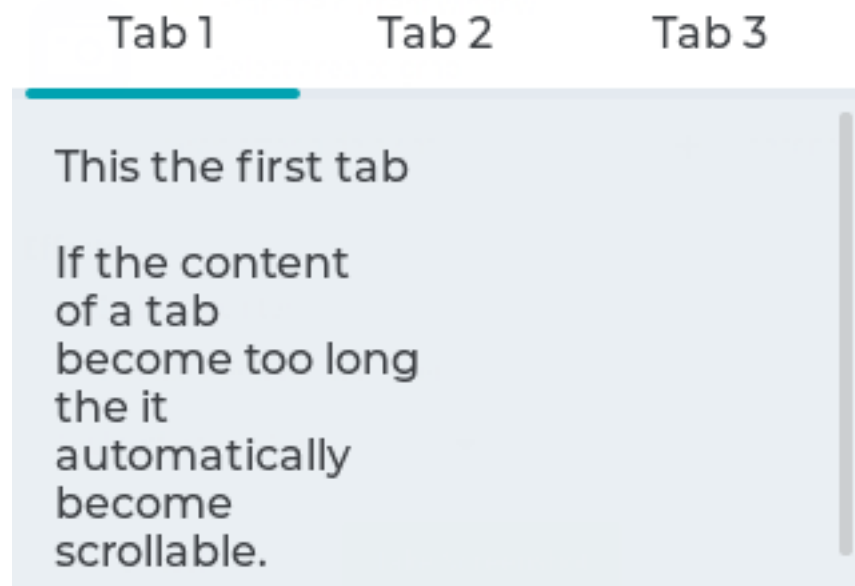 Tab 1 Tab 2 Tab 3
This the first tab
If the content
of a tab
become too long
the it
automatically
become
scrollable.